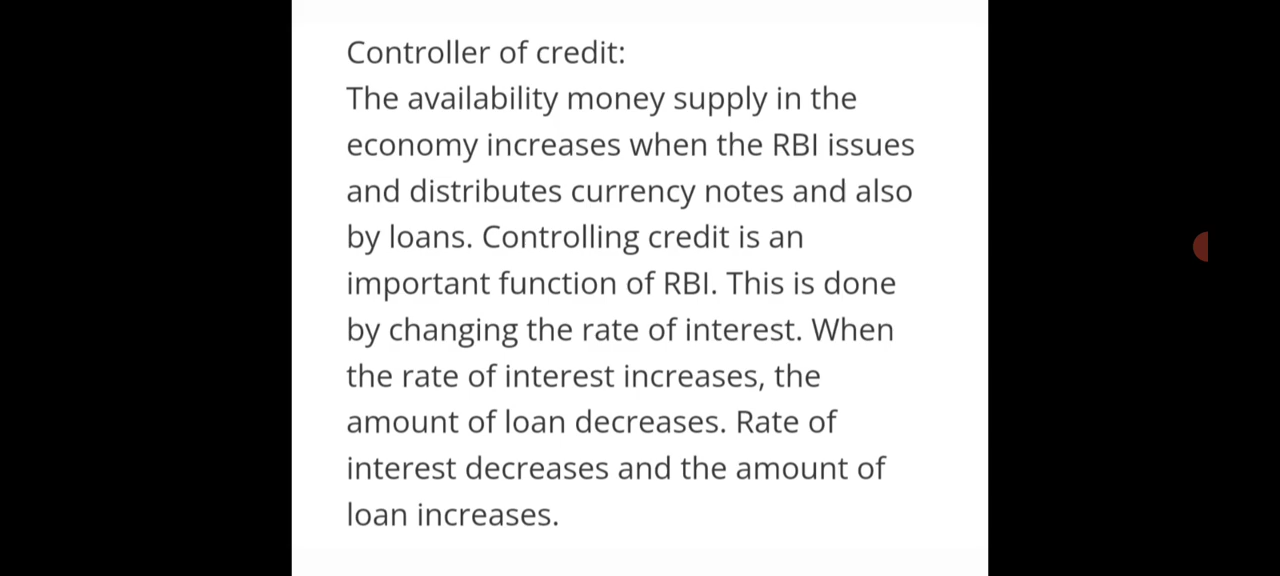 Controller of credit:
The availability money supply in the
economy increases when the RBI issues
and distributes currency notes and also
by loans. Controlling credit is an
important function of RBI. This is done
by changing the rate of interest. When
the rate of interest increases, the
amount of loan decreases. Rate of
interest decreases and the amount of
loan increases.